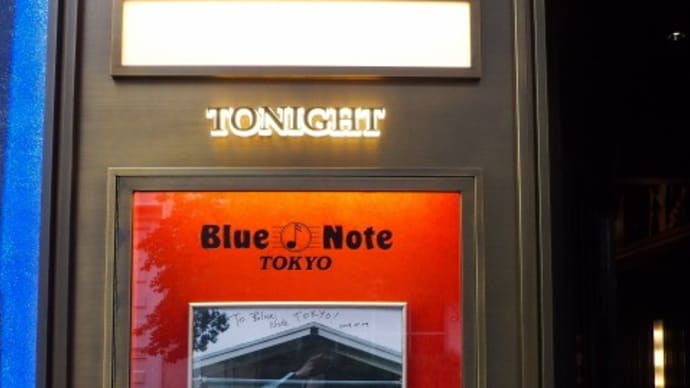 TONIGHT
Blue Note
TOKYO
To Blue
Note TOKYO!